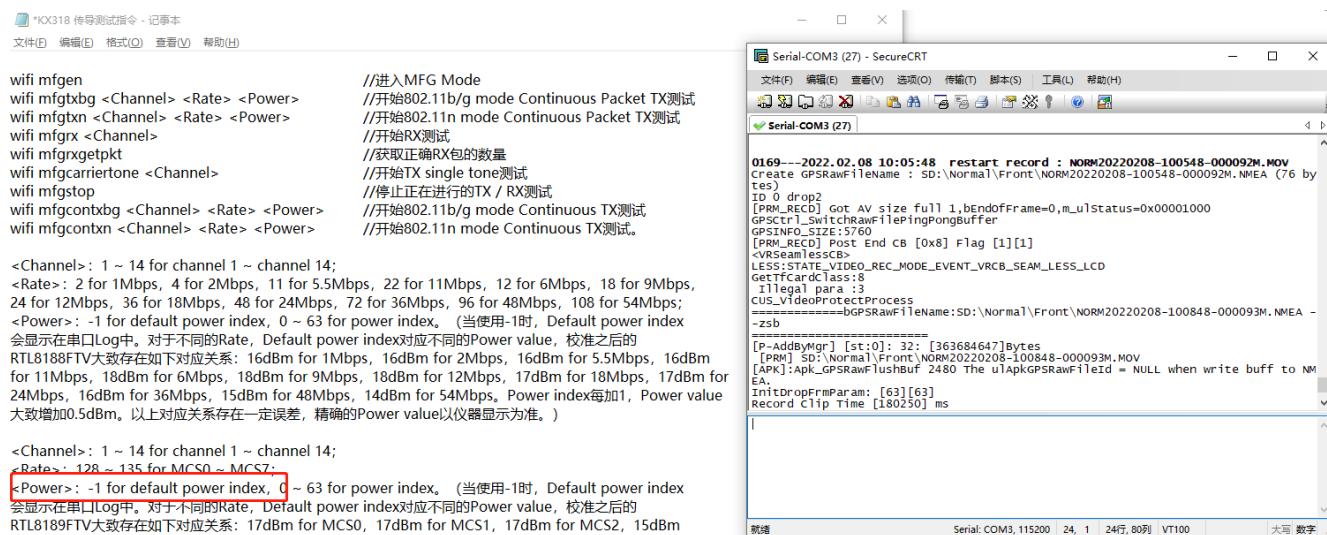 *KX318 传导测试指令 - 记事本
文件(F) 编辑(E) 格式(O) 查看(V) 帮助(H)
wifi mfgen //进入MFG Mode
wifi mfgtxbg <Channel> <Rate> <Power> //开始802.11b/g mode Continuous Packet TX测试
wifi mfgtxn <Channel> <Rate> <Power> //开始802.11n mode Continuous Packet TX测试
wifi mfgrx <Channel> //开始RX测试
wifi mfgrxgetpkt //获取正确RX包的数量
wifi mfgcarriertone <Channel> //开始TX single tone测试
wifi mfgstop //停止正在进行的TX / RX测试
wifi mfgcontxbg <Channel> <Rate> <Power> //开始802.11b/g mode Continuous TX测试
wifi mfgcontxn <Channel> <Rate> <Power> //开始802.11n mode Continuous TX测试。
<Channel>：1 ~ 14 for channel 1 ~ channel 14;
<Rate>：2 for 1Mbps，4 for 2Mbps，11 for 5.5Mbps，22 for 11Mbps，12 for 6Mbps，18 for 9Mbps，
24 for 12Mbps，36 for 18Mbps，48 for 24Mbps，72 for 36Mbps，96 for 48Mbps，108 for 54Mbps;
<Power>：-1 for default power index，0 ~ 63 for power index。（当使用-1时，Default power index
会显示在串口Log中。对于不同的Rate，Default power index对应不同的Power value，校准之后的
RTL8188FTV大致存在如下对应关系：16dBm for 1Mbps，16dBm for 2Mbps，16dBm for 5.5Mbps，16dBm
for 11Mbps，18dBm for 6Mbps，18dBm for 9Mbps，18dBm for 12Mbps，17dBm for 18Mbps，17dBm for
24Mbps，16dBm for 36Mbps，15dBm for 48Mbps，14dBm for 54Mbps。Power index每加1，Power value
大致增加0.5dBm。以上对应关系存在一定误差，精确的Power value以仪器显示为准。）
<Channel>：1 ~ 14 for channel 1 ~ channel 14;
<Rate>：128 ~ 135 for MCS0 ~ MCS7;
<Power>：-1 for default power index，0 ~ 63 for power index。（当使用-1时，Default power index
会显示在串口Log中。对于不同的Rate，Default power index对应不同的Power value，校准之后的
RTL8189FTV大致存在如下对应关系：17dBm for MCS0，17dBm for MCS1，17dBm for MCS2，15dBm
Serial-COM3 (27) - SecureCRT
文件(F) 编辑(E) 查看(V) 选项(O) 传输(T) 脚本(S) 工具(L) 帮助(H)
Serial-COM3 (27)
0169---2022.02.08 10:05:48 restart record : NORM20220208-100548-000092M.MOV
Create GPSRawFileName : SD:\Normal\Front\NORM20220208-100548-000092M.NMEA (76 by
tes)
ID 0 drop2
[PRM_RECD] Got AV size full 1,bEndOfFrame=0,m_ulStatus=0x00001000
GPSCtrl_SwitchRawFilePingPongBuffer
GPSINFO_SIZE:5760
[PRM_RECD] Post End CB [0x8] Flag [1][1]
<VRSeamlessCB>
LESS:STATE_VIDEO_REC_MODE_EVENT_VRCB_SEAM_LESS_LCD
GetTfCardClass:8
Illegal para :3
CUS_VideoProtectProcess
=============bGPSRawFileName:SD:\Normal\Front\NORM20220208-100848-000093M.NMEA -
-zsb
=========================
[P-AddByMgr] [st:0]: 32: [363684647]Bytes
[PRM] SD:\Normal\Front\NORM20220208-100848-000093M.MOV
[APK]:Apk_GPSRawFlushBuf 2480 The ulApkGPSRawFileId = NULL when write buff to NM
EA.
InitDropFrmParam: [63][63]
Record Clip Time [180250] ms
就绪 Serial: COM3, 115200 24, 1 24行, 80列 VT100 大写 数字